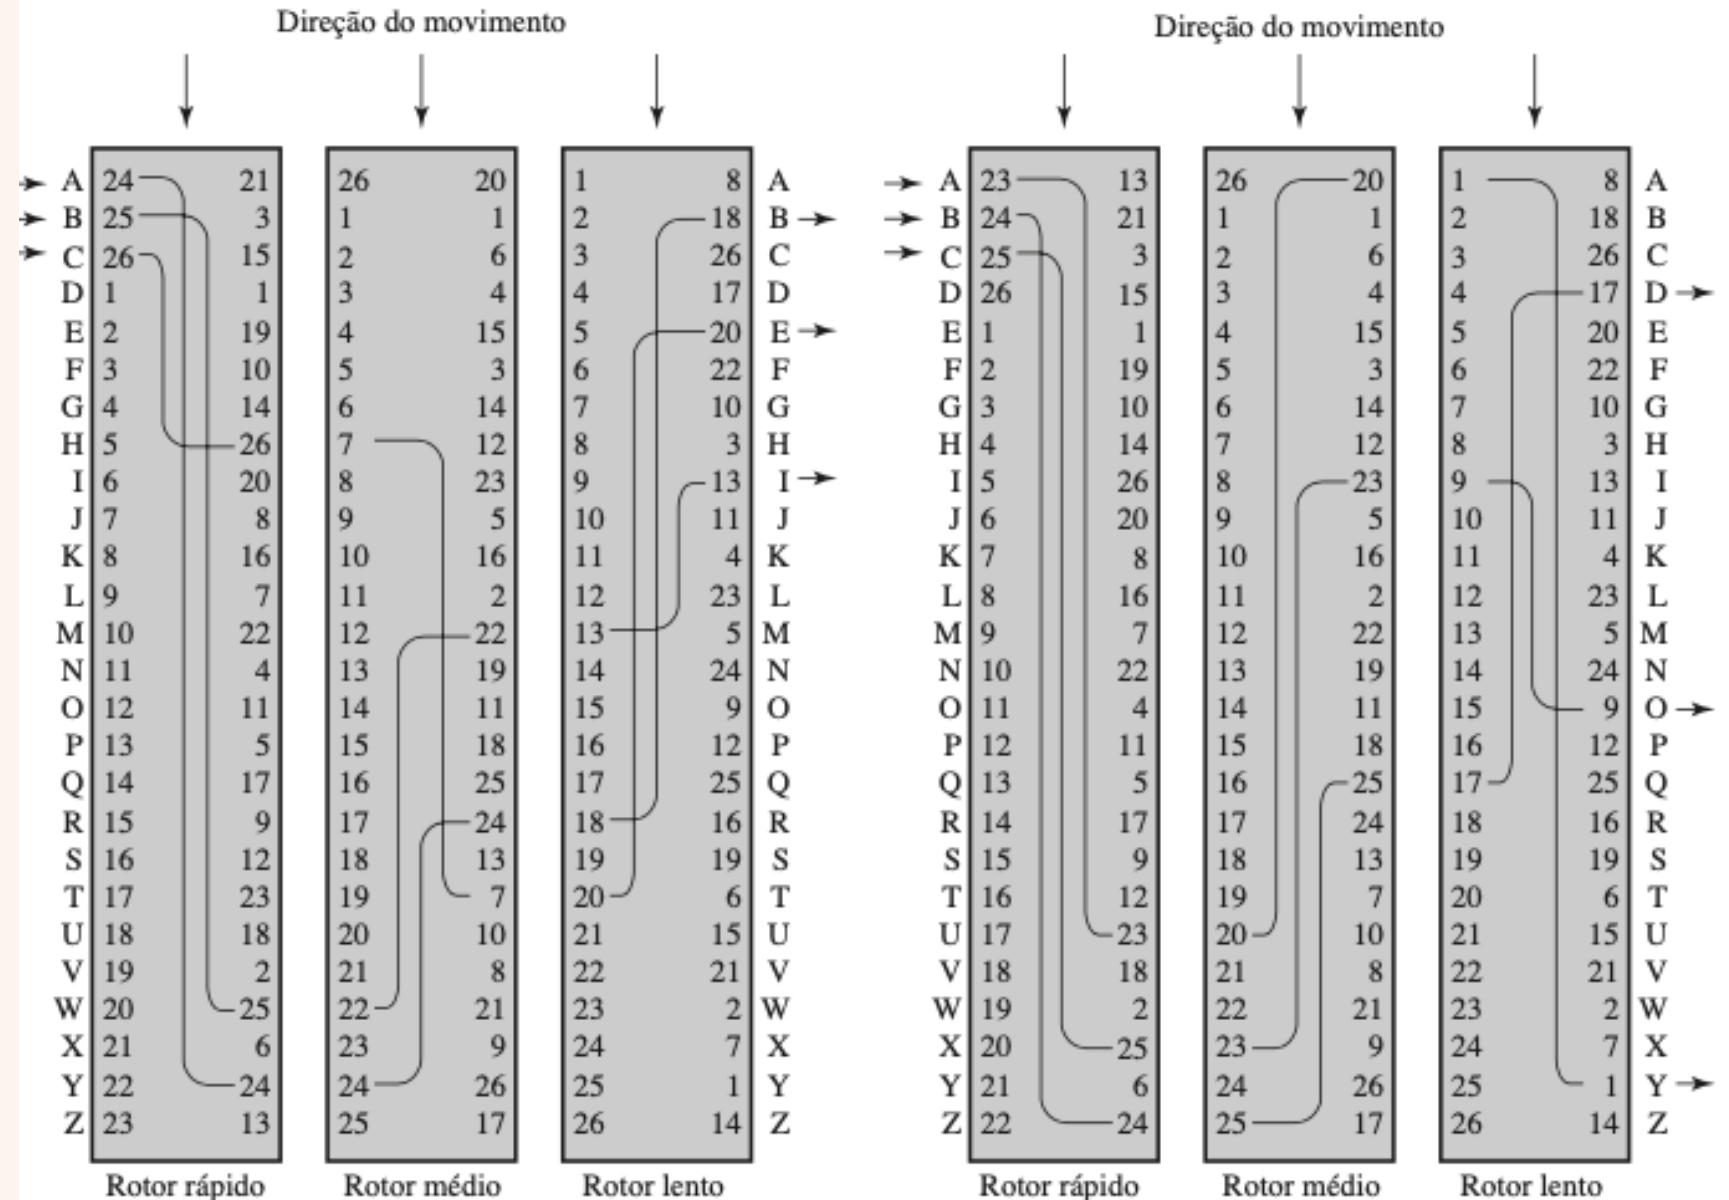 Direção do movimento Direção do movimento
A 24 21 26 20 1 8 A A 23 13 26 20 1 8 A
B 25 3 1 1 2 18 B B 24 21 1 1 2 18 B
C 26 15 2 6 3 26 C C 25 3 2 6 3 26 C
D 1 1 3 4 4 17 D D 26 15 3 4 4 17 D
E 2 19 4 15 5 20 E E 1 1 4 15 5 20 E
F 3 10 5 3 6 22 F F 2 19 5 3 6 22 F
G 4 14 6 14 7 10 G G 3 10 6 14 7 10 G
H 5 26 7 12 8 3 H H 4 14 7 12 8 3 H
I 6 20 8 23 9 13 I I 5 26 8 23 9 13 I
J 7 8 9 5 10 11 J J 6 20 9 5 10 11 J
K 8 16 10 16 11 4 K K 7 8 10 16 11 4 K
L 9 7 11 2 12 23 L L 8 16 11 2 12 23 L
M 10 22 12 22 13 5 M M 9 7 12 22 13 5 M
N 11 4 13 19 14 24 N N 10 22 13 19 14 24 N
O 12 11 14 11 15 9 O O 11 4 14 11 15 9 O
P 13 5 15 18 16 12 P P 12 11 15 18 16 12 P
Q 14 17 16 25 17 25 Q Q 13 5 16 25 17 25 Q
R 15 9 17 24 18 16 R R 14 17 17 24 18 16 R
S 16 12 18 13 19 19 S S 15 9 18 13 19 19 S
T 17 23 19 7 20 6 T T 16 12 19 7 20 6 T
U 18 18 20 10 21 15 U U 17 23 20 10 21 15 U
V 19 2 21 8 22 21 V V 18 18 21 8 22 21 V
W 20 25 22 21 23 2 W W 19 2 22 21 23 2 W
X 21 6 23 9 24 7 X X 20 25 23 9 24 7 X
Y 22 24 24 26 25 1 Y Y 21 6 24 26 25 1 Y
Z 23 13 25 17 26 14 Z Z 22 24 25 17 26 14 Z
Rotor rápido Rotor médio Rotor lento Rotor rápido Rotor médio Rotor lento